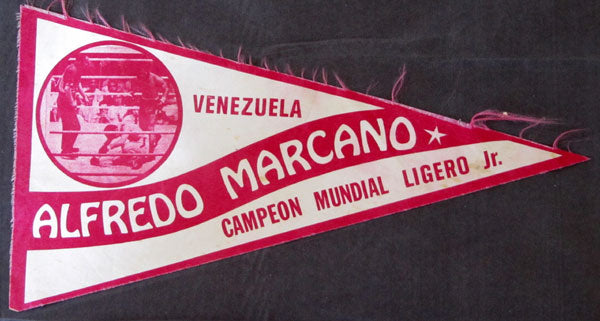 VENEZUELA
ALFREDO MARCANO
CAMPEON MUNDIAL LIGERO Jr.